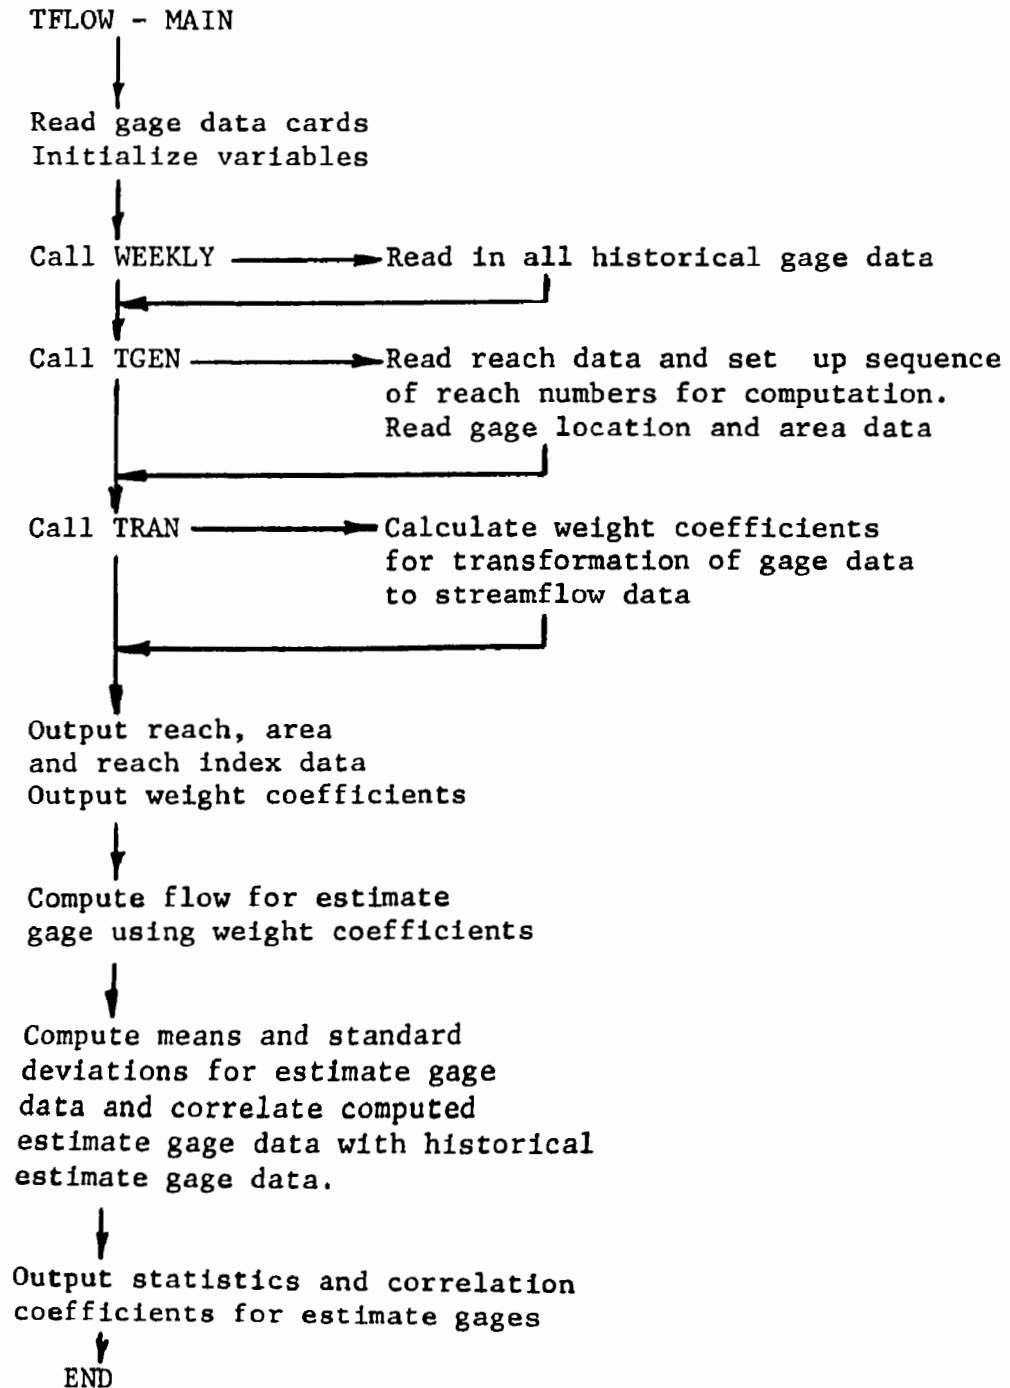 TFLOW - MAIN
Read gage data cards
Initialize variables
Call WEEKLY
Read in all historical gage data
Call TGEN
Read reach data and set up sequence
of reach numbers for computation.
Read gage location and area data
Call TRAN
Calculate weight coefficients
for transformation of gage data
to streamflow data
Output reach, area
and reach index data
Output weight coefficients
Compute flow for estimate
gage using weight coefficients
Compute means and standard
deviations for estimate gage
data and correlate computed
estimate gage data with historical
estimate gage data.
Output statistics and correlation
coefficients for estimate gages
END